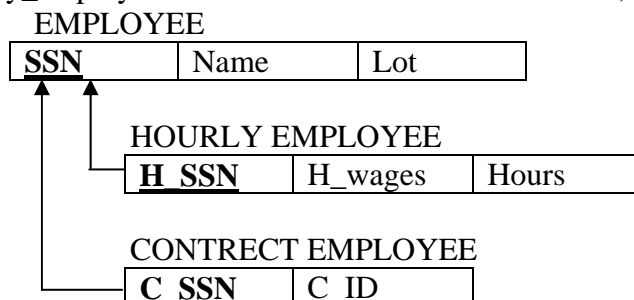 EMPLOYEE
SSN Name Lot
HOURLY EMPLOYEE
H_SSN H_wages Hours
CONTRECT EMPLOYEE
C_SSN C_ID